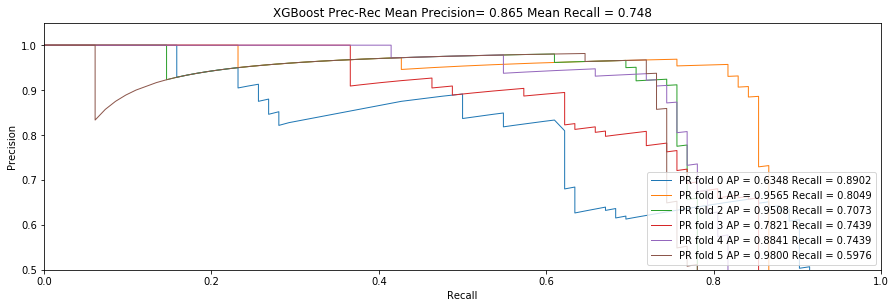 XGBoost Prec-Rec Mean Precision= 0.865 Mean Recall = 0.748
Precision
1.0
0.9
0.8
0.7
0.6
0.5
PR fold 0 AP = 0.6348 Recall = 0.8902
PR fold 1 AP = 0.9565 Recall = 0.8049
PR fold 2 AP = 0.9508 Recall = 0.7073
PR fold 3 AP = 0.7821 Recall = 0.7439
PR fold 4 AP = 0.8841 Recall = 0.7439
PR fold 5 AP = 0.9800 Recall = 0.5976
0.0 0.2 0.4 0.6 0.8 1.0
Recall